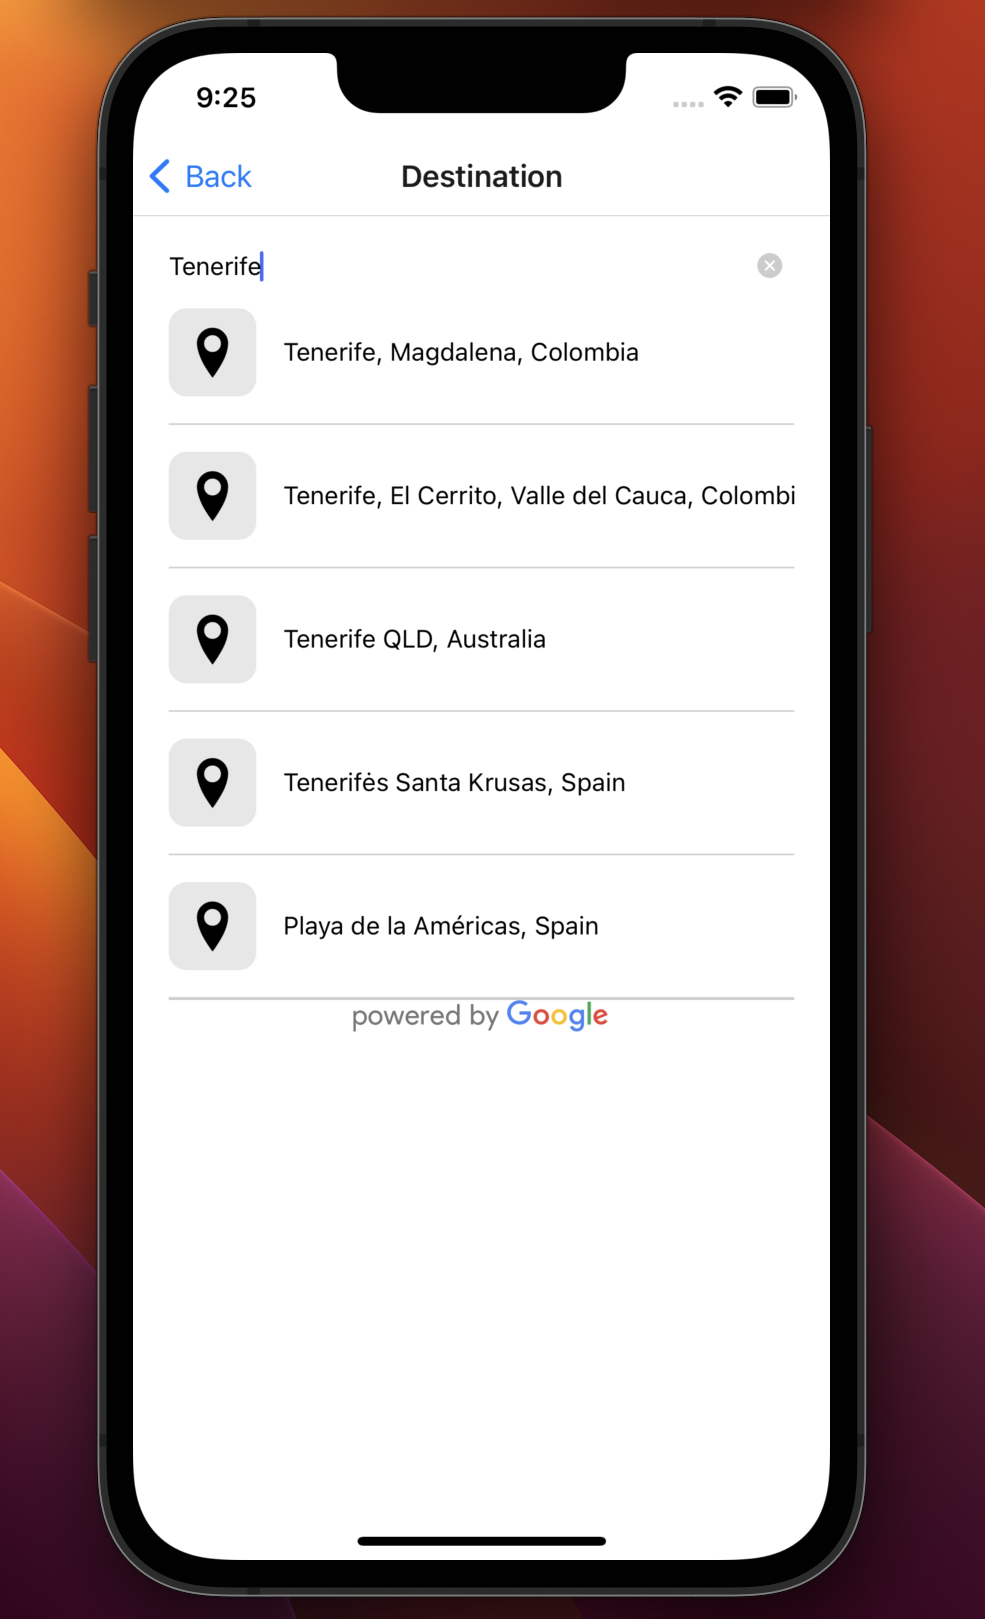 9:25
Back
Destination
Tenerife
Tenerife, Magdalena, Colombia
Tenerife, El Cerrito, Valle del Cauca, Colombi
Tenerife QLD, Australia
Tenerifės Santa Krusas, Spain
Playa de la Américas, Spain
powered by Google